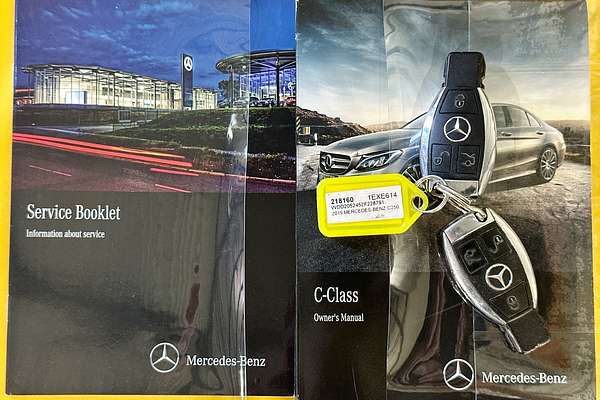 Service Booklet
Information about service
Mercedes-Benz
218160 1EXE614
2015 MERCEDES-BENZ C250
C-Class
Owner's Manual
Mercedes-Benz